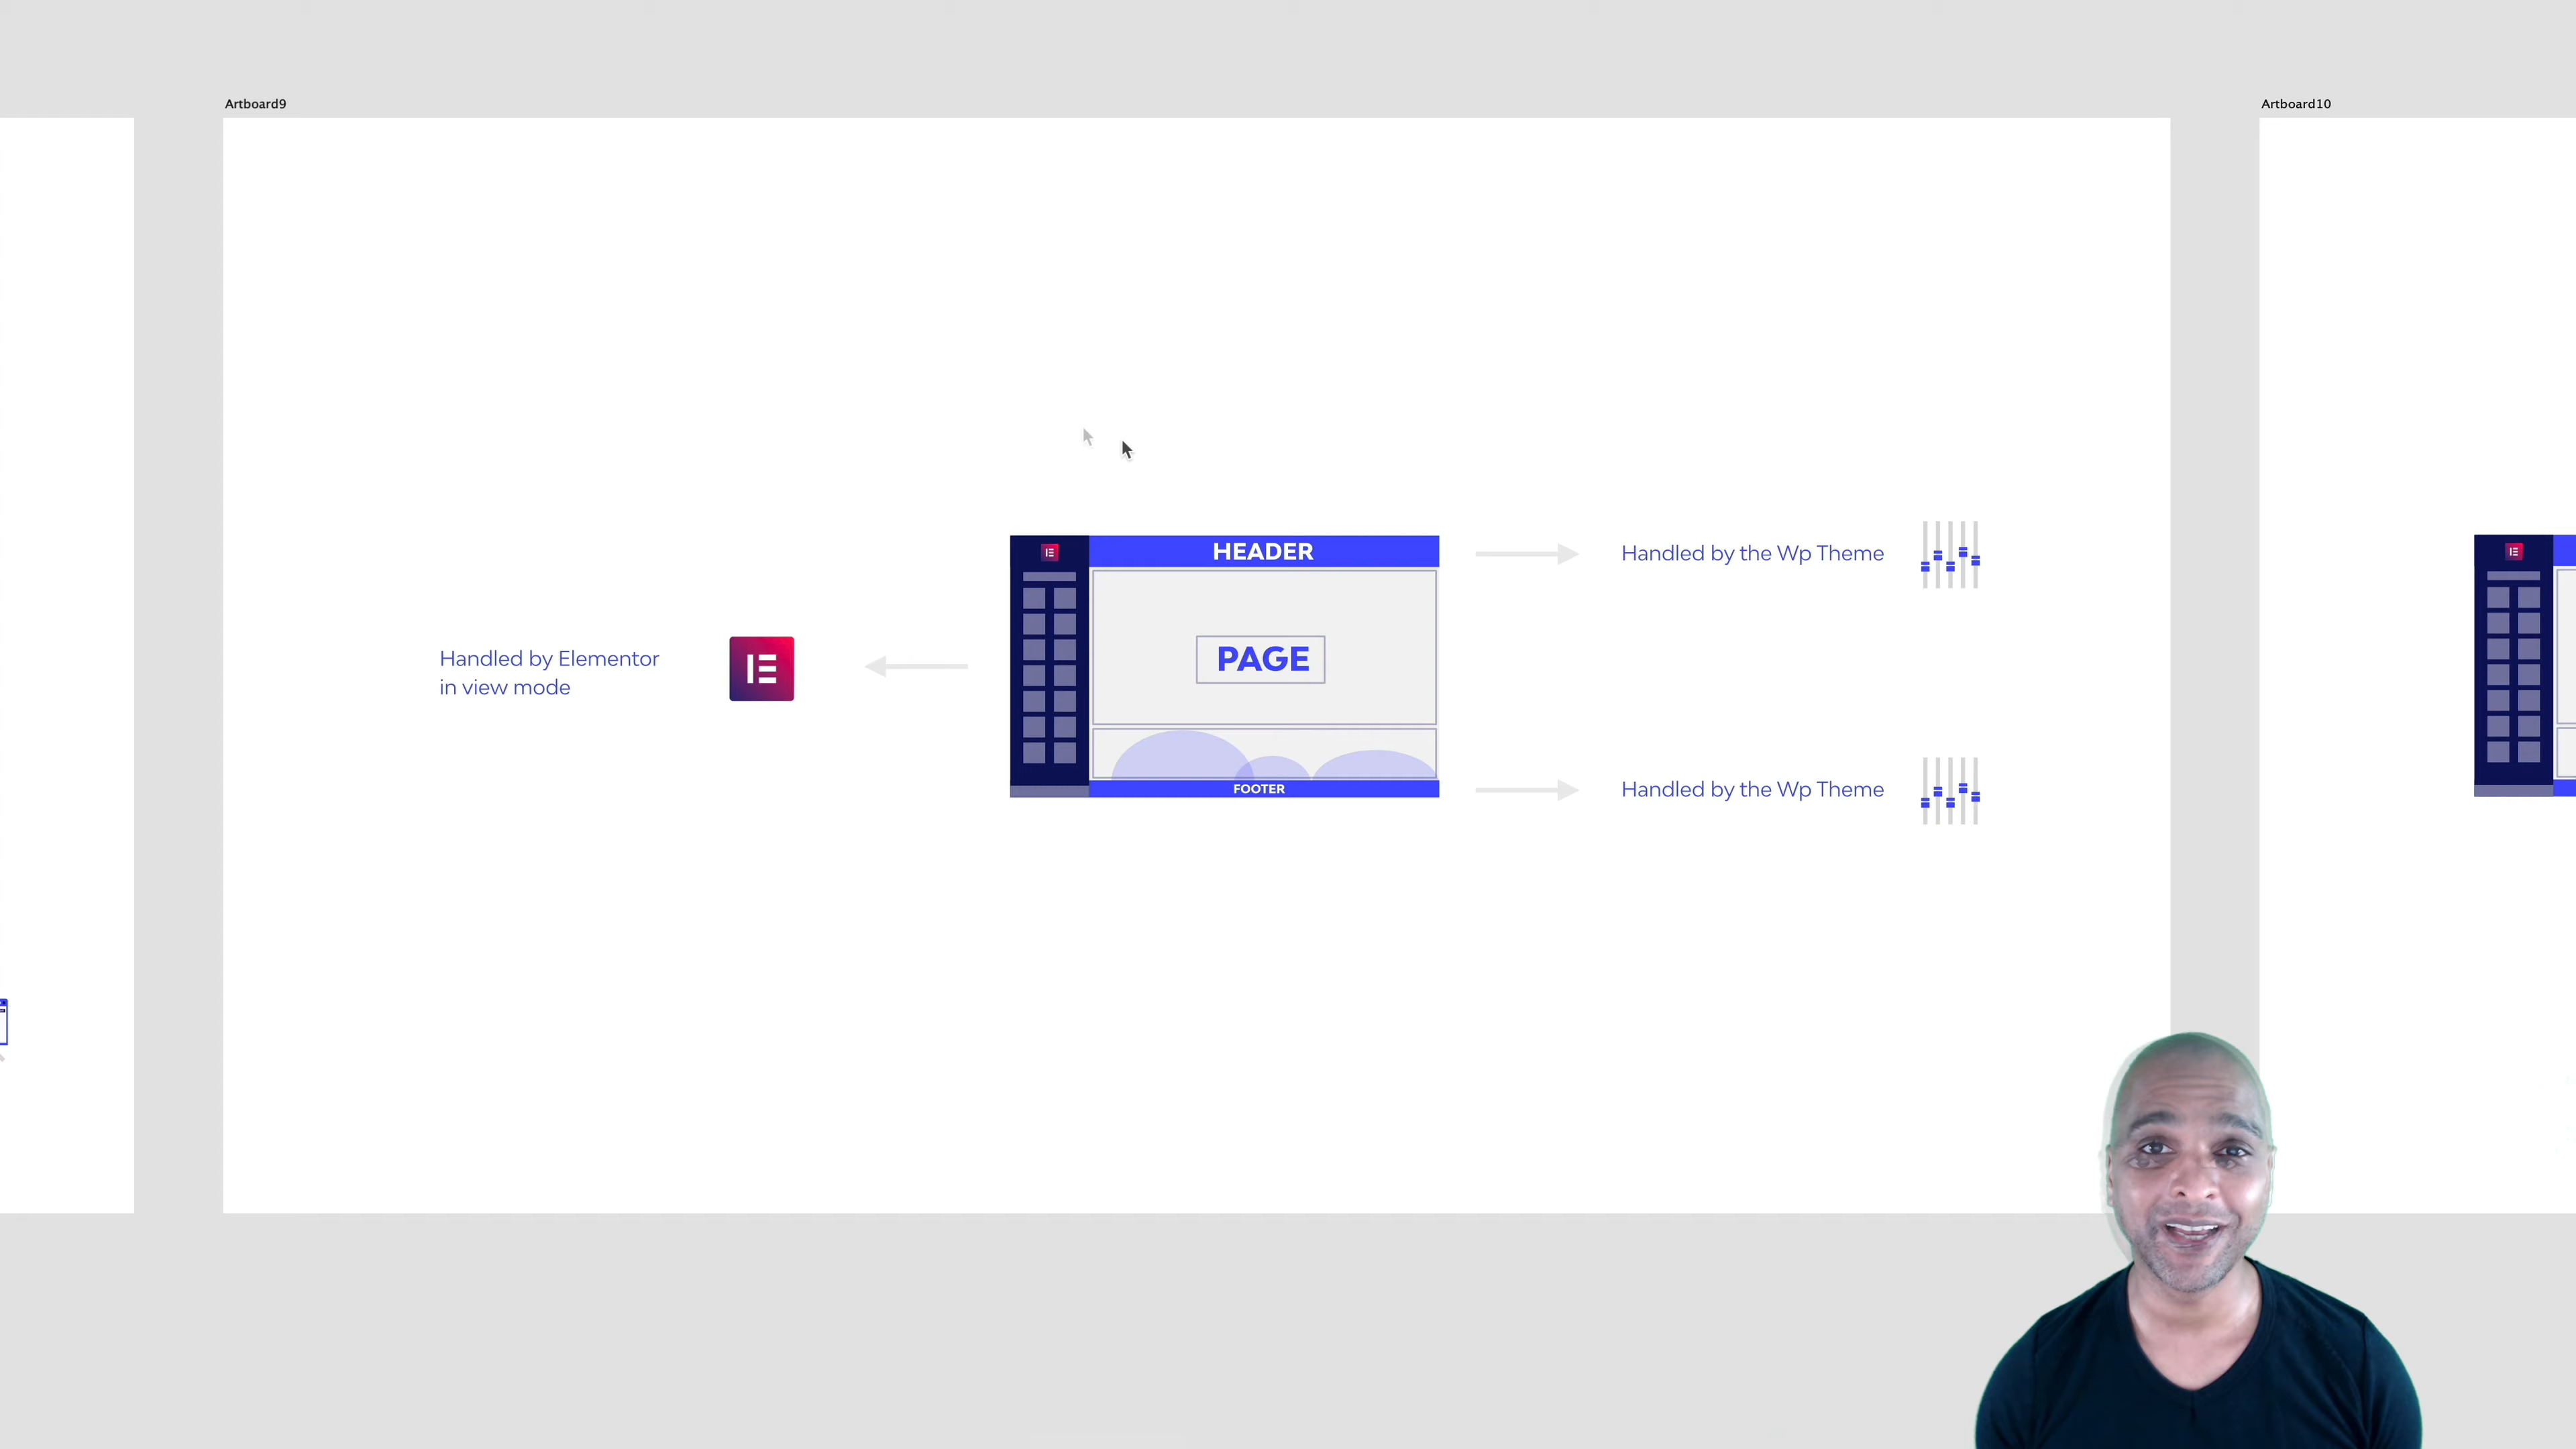 Artboard9
Artboard10
HEADER
Handled by the Wp Theme
Handled by Elementor
in view mode
PAGE
FOOTER
Handled by the Wp Theme